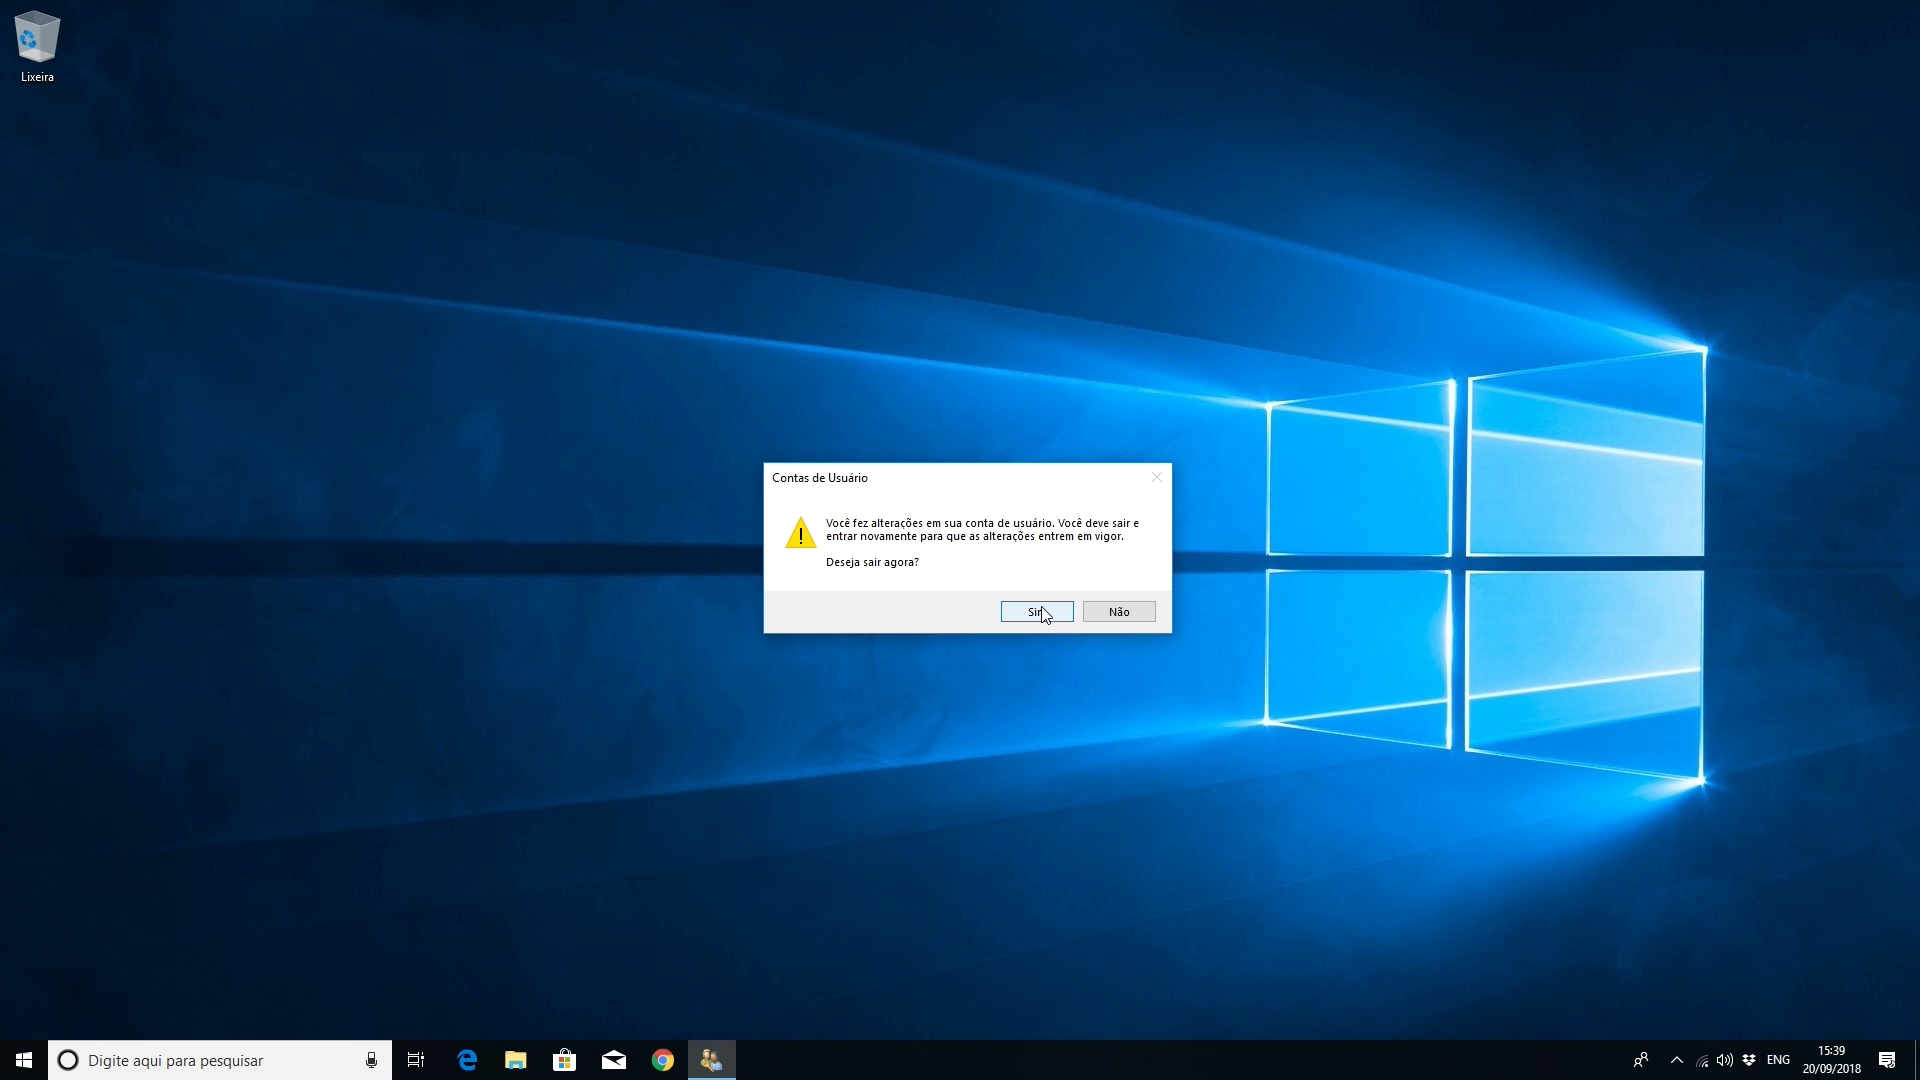 Lixeira
Contas de Usuário
Você fez alterações em sua conta de usuário. Você deve sair e
entrar novamente para que as alterações entrem em vigor.
Deseja sair agora?
Não
Digite aqui para pesquisar
ENG
15:39
20/09/2018